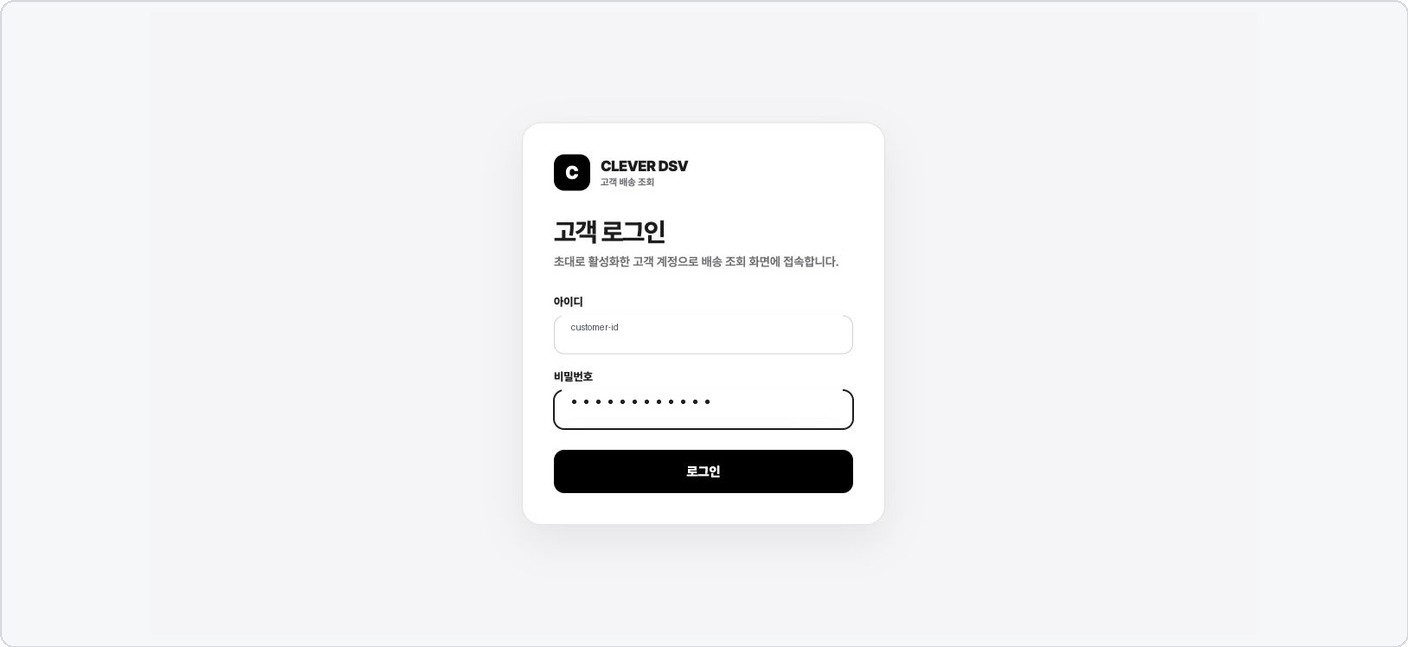 C
CLEVER DSV
고객 배송 조회
고객 로그인
초대로 활성화한 고객 계정으로 배송 조회 화면에 접속합니다.
아이디
customer-id
비밀번호
••••••••••••
로그인